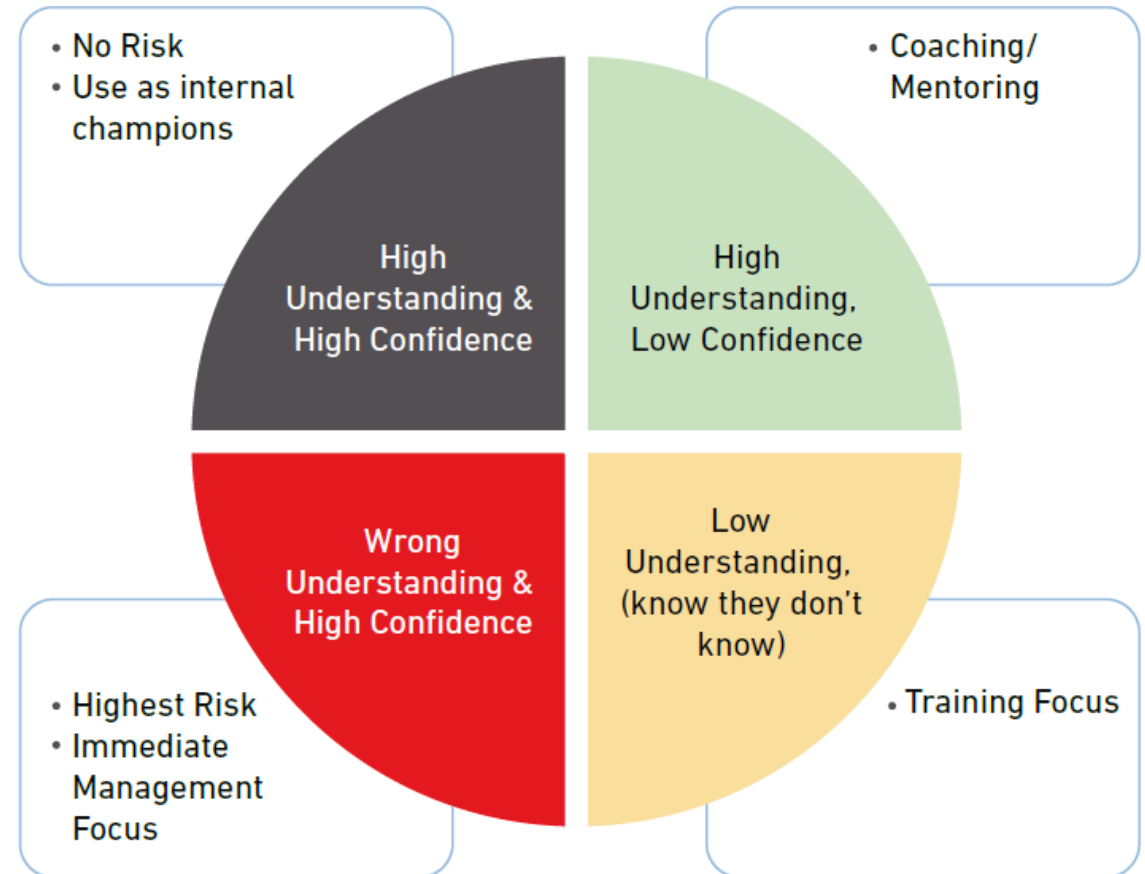 • No Risk
• Use as internal
champions
• Coaching/
Mentoring
High
Understanding &
High Confidence
High
Understanding,
Low Confidence
Wrong
Understanding &
High Confidence
Low
Understanding,
(know they don't
know)
• Highest Risk
• Immediate
Management
Focus
• Training Focus